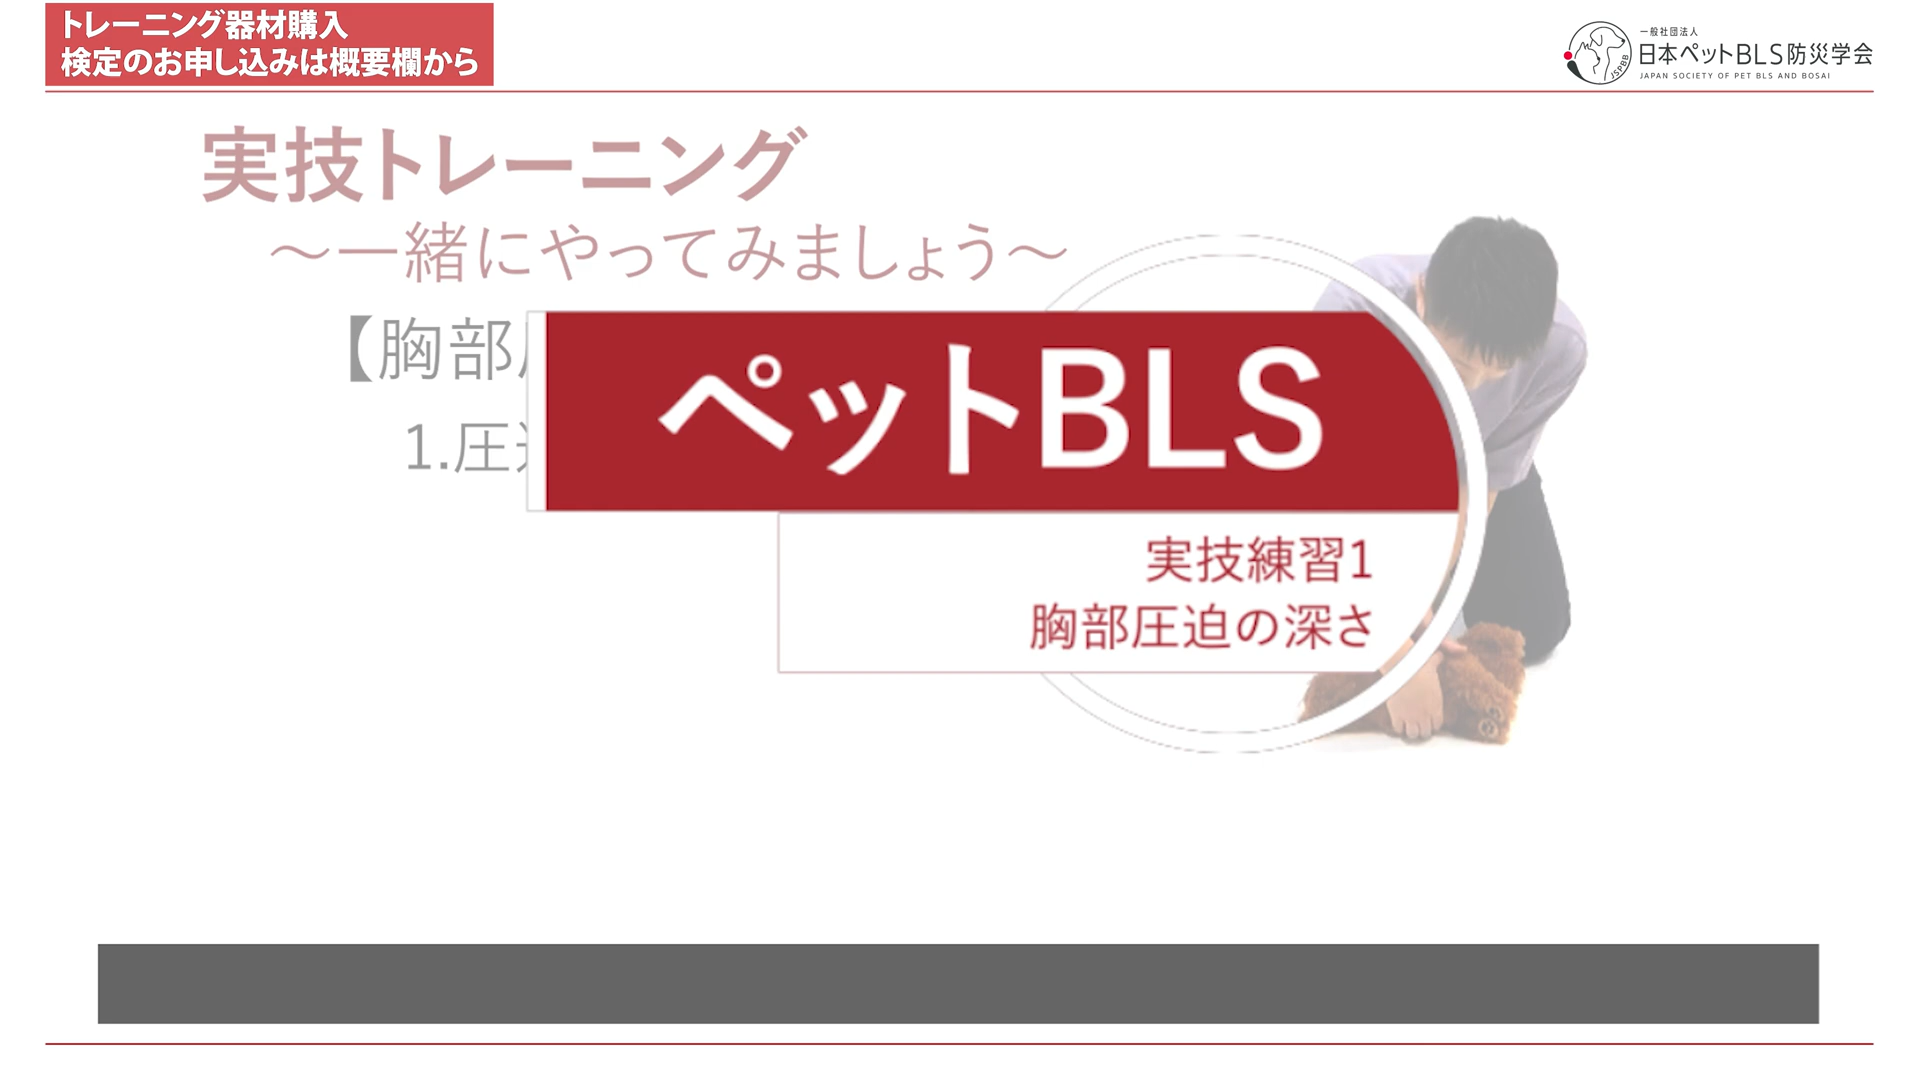 トレーニング器材購入
検定のお申し込みは概要欄から
一般社団法人
日本ペットBLS防災学会
JAPAN SOCIETY OF PET BLS AND BOSAI
JSPBB
実技トレーニング
～一緒にやってみましょう～
【胸部
1.圧
ペットBLS
実技練習1
胸部圧迫の深さ